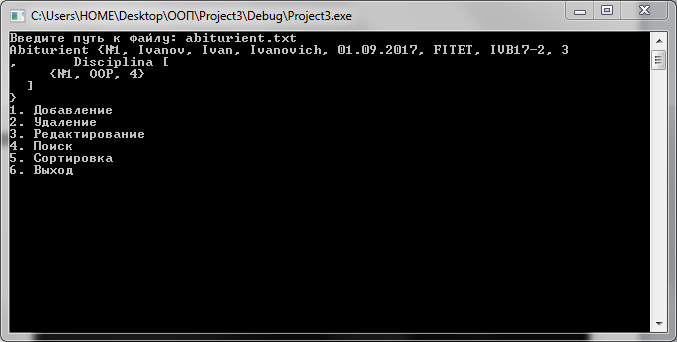 C:\Users\HOME\Desktop\ООП\Project3\Debug\Project3.exe
Введите путь к файлу: abiturient.txt
Abiturient {№1, Ivanov, Ivan, Ivanovich, 01.09.2017, FITET, IVB17-2, 3
, Disciplina [
{№1, OOP, 4}
]
}
1. Добавление
2. Удаление
3. Редактирование
4. Поиск
5. Сортировка
6. Выход